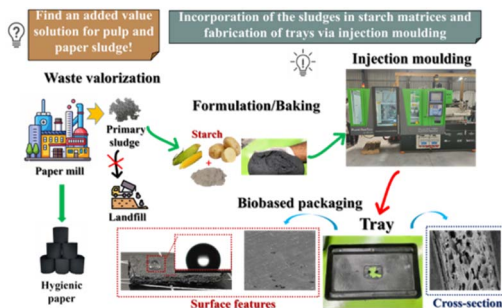 Find an added value
solution for pulp and
paper sludge!
Incorporation of the sludges in starch matrices and
fabrication of trays via injection moulding
Waste valorization
Injection moulding
Formulation/Baking
Primary
sludge
Starch
+
Paper mill
Landfill
Biobased packaging
Tray
Hygienic
paper
Surface features
Cross-section